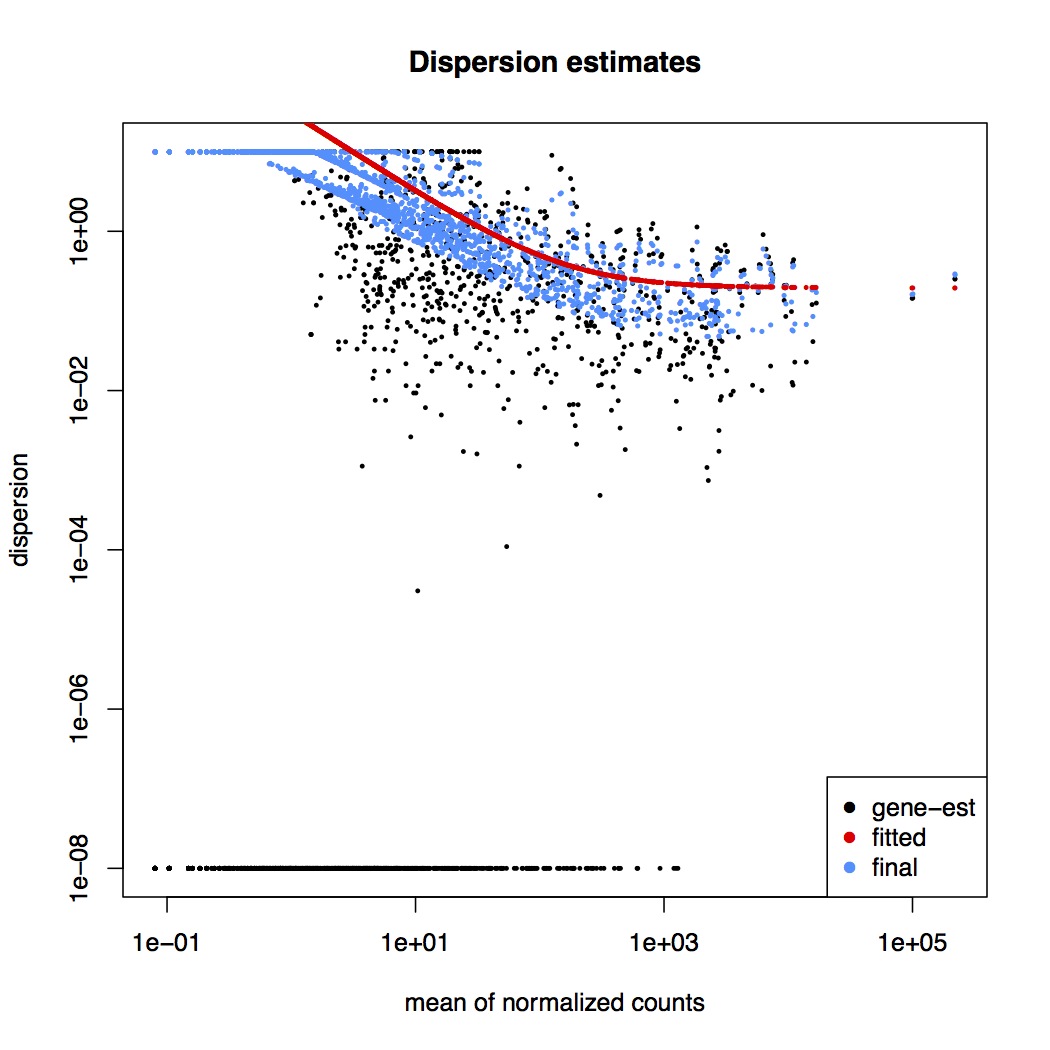 Dispersion estimates
dispersion
1e+00
1e−02
1e−04
1e−06
1e−08
1e−01
1e+01
1e+03
1e+05
mean of normalized counts
gene−est
fitted
final